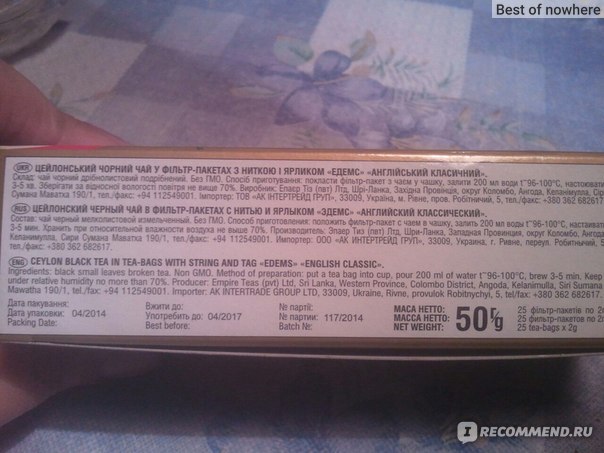 Best of nowhere
UKR ЦЕЙЛОНСЬКИЙ ЧОРНИЙ ЧАЙ У ФІЛЬТР-ПАКЕТАХ З НИТКОЮ І ЯРЛИКОМ «ЕДЕМС» «АНГЛІЙСЬКИЙ КЛАСИЧНИЙ».
Склад: чай чорний дрібнолистовий подрібнений. Без ГМО. Спосіб приготування: покласти фільтр-пакет з чаєм у чашку, залити 200 мл води t°96-100°С, настоювати
3-5 хв. Зберігати за відносної вологості повітря не више 70%. Виробник: Епаєр Тіз (пвт) Лтд, Шрі-Ланка, Західна Провінція, округ Коломбо, Ангода, Келанімулла, Сірі
Сумана Маватха 190/1, тел./факс: +94 112549001. Імпортер: ТОВ «АК ІНТЕРТРЕЙД ГРУП», 33009, Україна, м. Рівне, пров. Робітничий, 5, тел./факс: +380 362 682617.
RUS ЦЕЙЛОНСКИЙ ЧЕРНЫЙ ЧАЙ В ФИЛЬТР-ПАКЕТАХ С НИТЬЮ И ЯРЛЫКОМ «ЭДЕМС» «АНГЛИЙСКИЙ КЛАССИЧЕСКИЙ».
Состав: чай черный мелколистовой измельченный. Без ГМО. Способ приготовления: положить фильтр-пакет с чаем в чашку, залить 200 мл воды t°96-100°С,
3-5 мин. Хранить при относительной влажности воздуха не выше 70%. Производитель: Эпаер Тиз (пвт) Лтд, Шри-Ланка, Западная Провинция, округ Коломбо, Ангода,
Келанимулла, Сири Сумана Маватха 190/1, тел./факс: +94 112549001. Импортер: ООО «АК ИНТЕРТРЕЙД ГРУП», 33009, Украина, г. Ривне, переул. Робитничый, 5,
тел./факс: +380 362 682617.
ENG CEYLON BLACK TEA IN TEA-BAGS WITH STRING AND TAG «EDEMS» «ENGLISH CLASSIC».
Ingredients: black small leaves broken tea. Non GMO. Method of preparation: put a tea bag into cup, pour 200 ml of water t°96-100°C, brew 3-5 min. Keep
under relative humidity no more than 70%. Producer: Empire Teas (pvt) Ltd, Sri Lanka, Western Province, Colombo District, Angoda, Kelanimulla, Siri Sumana
Mawatha 190/1, tel./fax: +94 112549001. Importer: AK INTERTRADE GROUP LTD, 33009, Ukraine, Rivne, provulok Robitnychyi, 5, tel/fax: +380 362 682617
Дата пакування: Вжити до: № партії: МАСА НЕТТО: 25 фільтр-пакетів по 2г
Дата упаковки: 04/2014 Употребить до: 04/2017 № партии: 117/2014 МАССА НЕТТО: 50г/g 25 фильтр-пакетов по 2г
Packing Date: Best before: Batch №: NET WEIGHT: 25 tea-bags x 2g
IRECOMMEND.RU